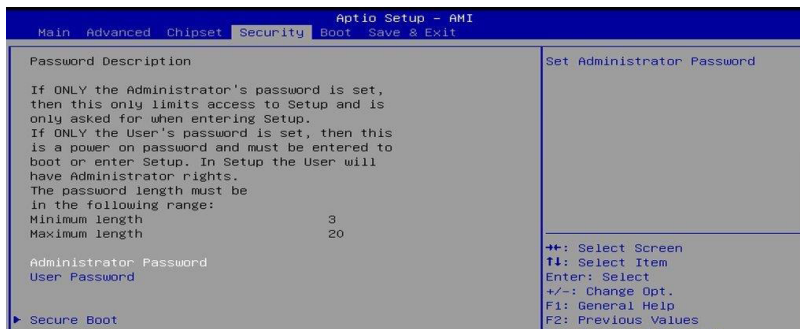 Aptio Setup – AMI
Main Advanced Chipset Security Boot Save & Exit
Password Description
If ONLY the Administrator's password is set,
then this only limits access to Setup and is
only asked for when entering Setup.
If ONLY the User's password is set, then this
is a power on password and must be entered to
boot or enter Setup. In Setup the User will
have Administrator rights.
The password length must be
in the following range:
Minimum length 3
Maximum length 20
Administrator Password
User Password
▶ Secure Boot
Set Administrator Password
→←: Select Screen
↑↓: Select Item
Enter: Select
+/-: Change Opt.
F1: General Help
F2: Previous Values